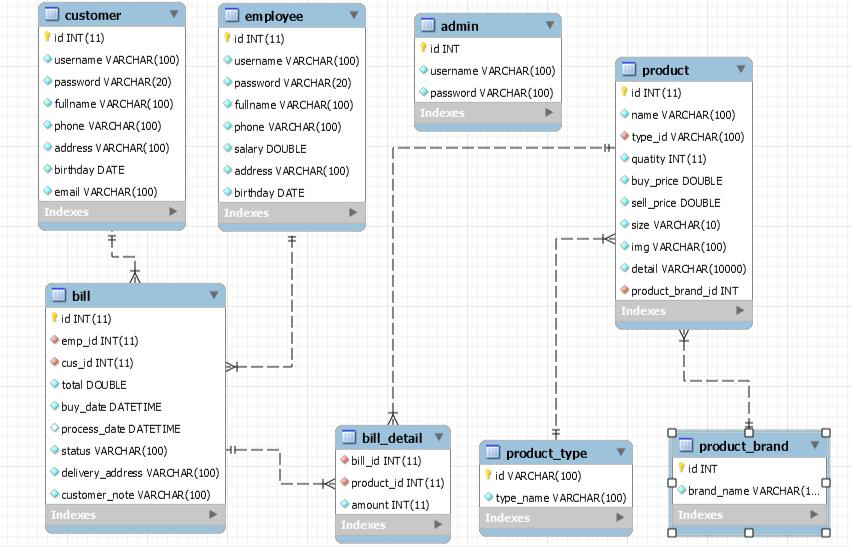 customer
id INT(11)
username VARCHAR(100)
password VARCHAR(20)
fullname VARCHAR(100)
phone VARCHAR(100)
address VARCHAR(100)
birthday DATE
email VARCHAR(100)
Indexes
employee
id INT(11)
username VARCHAR(100)
password VARCHAR(20)
fullname VARCHAR(100)
phone VARCHAR(100)
salary DOUBLE
address VARCHAR(100)
birthday DATE
Indexes
admin
id INT
username VARCHAR(100)
password VARCHAR(100)
Indexes
product
id INT(11)
name VARCHAR(100)
type_id VARCHAR(100)
quatity INT(11)
buy_price DOUBLE
sell_price DOUBLE
size VARCHAR(10)
img VARCHAR(100)
detail VARCHAR(10000)
product_brand_id INT
Indexes
bill
id INT(11)
emp_id INT(11)
cus_id INT(11)
total DOUBLE
buy_date DATETIME
process_date DATETIME
status VARCHAR(100)
delivery_address VARCHAR(100)
customer_note VARCHAR(100)
Indexes
bill_detail
bill_id INT(11)
product_id INT(11)
amount INT(11)
Indexes
product_type
id VARCHAR(100)
type_name VARCHAR(100)
Indexes
product_brand
id INT
brand_name VARCHAR(1...
Indexes